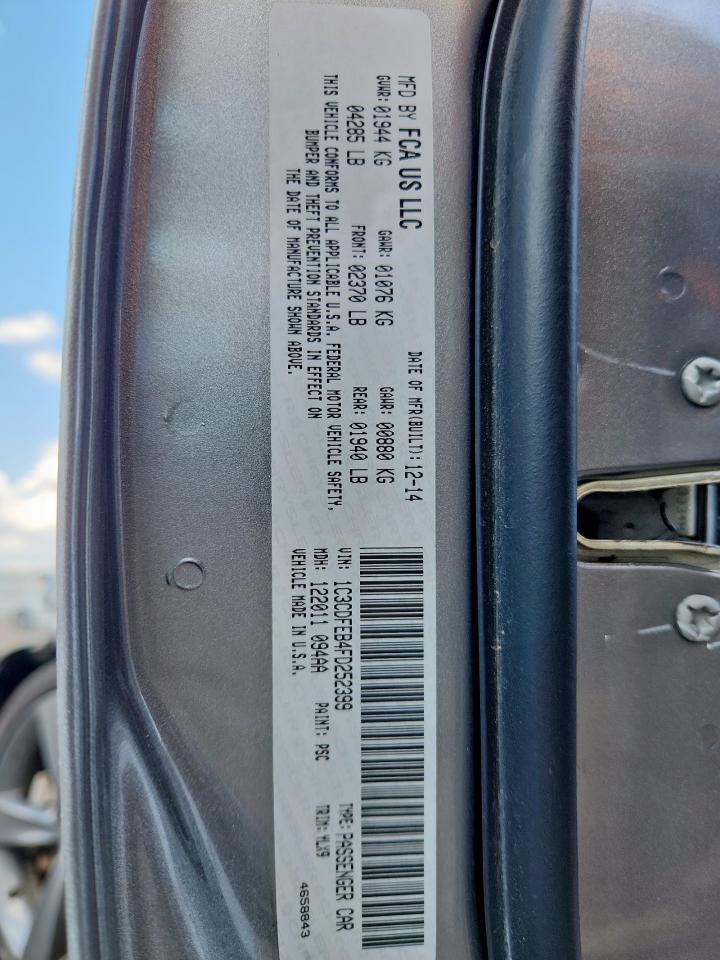 MFD BY FCA US LLC DATE OF MFR(BUILT): 12-14
GVWR: 01944 KG GAWR: 01076 KG GAWR: 00880 KG
04285 LB FRONT: 02370 LB REAR: 01940 LB
THIS VEHICLE CONFORMS TO ALL APPLICABLE U.S.A. FEDERAL MOTOR VEHICLE SAFETY,
BUMPER AND THEFT PREVENTION STANDARDS IN EFFECT ON
THE DATE OF MANUFACTURE SHOWN ABOVE.
VIN: 1C3CDFEB4FD252399 TYPE: PASSENGER CAR
MDH: 122011 094AA PAINT: PSC TRIM: MLX9
VEHICLE MADE IN U.S.A. 4658843